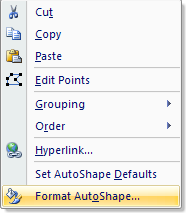 Cut
Copy
Paste
Edit Points
Grouping
Order
Hyperlink...
Set AutoShape Defaults
Format AutoShape...